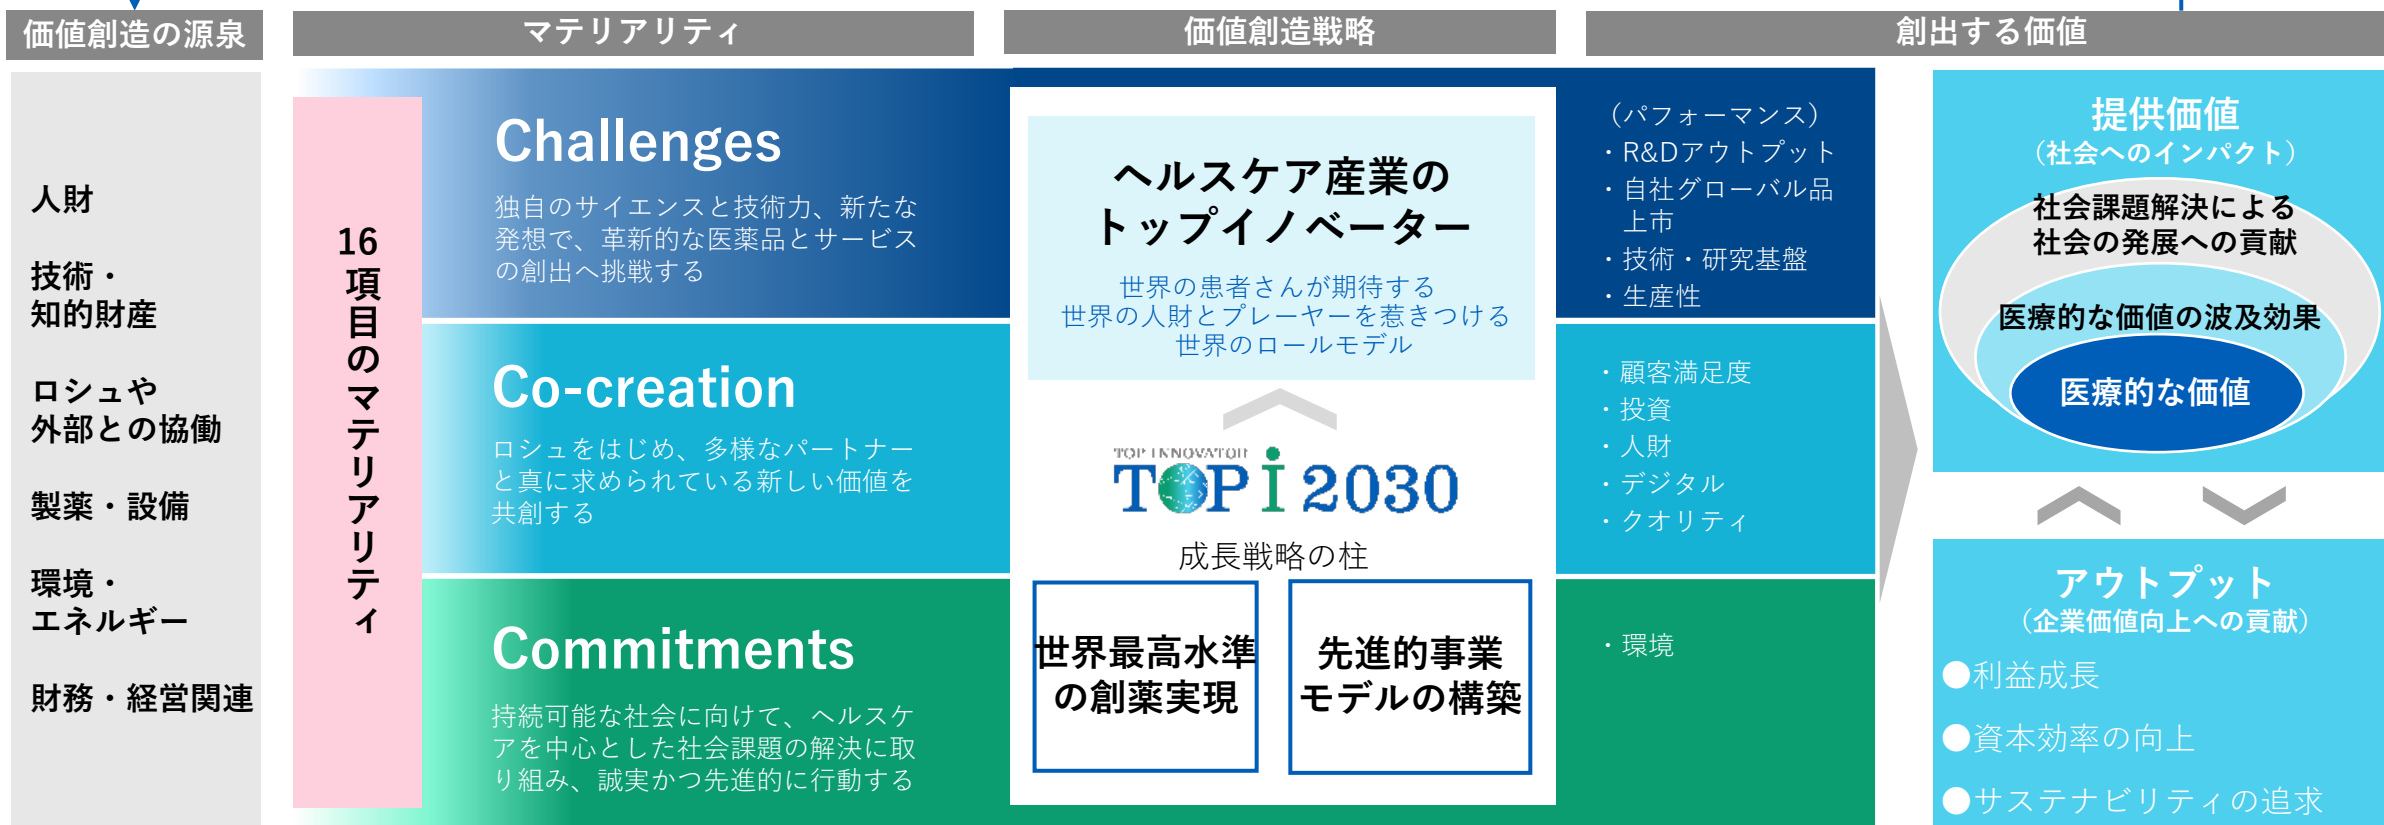 価値創造の源泉
マテリアリティ
価値創造戦略
創出する価値
人財
技術・
知的財産
ロシュや
外部との協働
製薬・設備
環境・
エネルギー
財務・経営関連
16
項目のマテリアリティ
Challenges
独自のサイエンスと技術力、新たな
発想で、革新的な医薬品とサービス
の創出へ挑戦する
Co-creation
ロシュをはじめ、多様なパートナー
と真に求められている新しい価値を
共創する
Commitments
持続可能な社会に向けて、ヘルスケ
アを中心とした社会課題の解決に取
り組み、誠実かつ先進的に行動する
ヘルスケア産業の
トップイノベーター
世界の患者さんが期待する
世界の人財とプレーヤーを惹きつける
世界のロールモデル
TOP INNOVATOR
TOP i 2030
成長戦略の柱
世界最高水準
の創薬実現
先進的事業
モデルの構築
（パフォーマンス）
・R&Dアウトプット
・自社グローバル品
上市
・技術・研究基盤
・生産性
・顧客満足度
・投資
・人財
・デジタル
・クオリティ
・環境
提供価値
（社会へのインパクト）
社会課題解決による
社会の発展への貢献
医療的な価値の波及効果
医療的な価値
アウトプット
（企業価値向上への貢献）
●利益成長
●資本効率の向上
●サステナビリティの追求